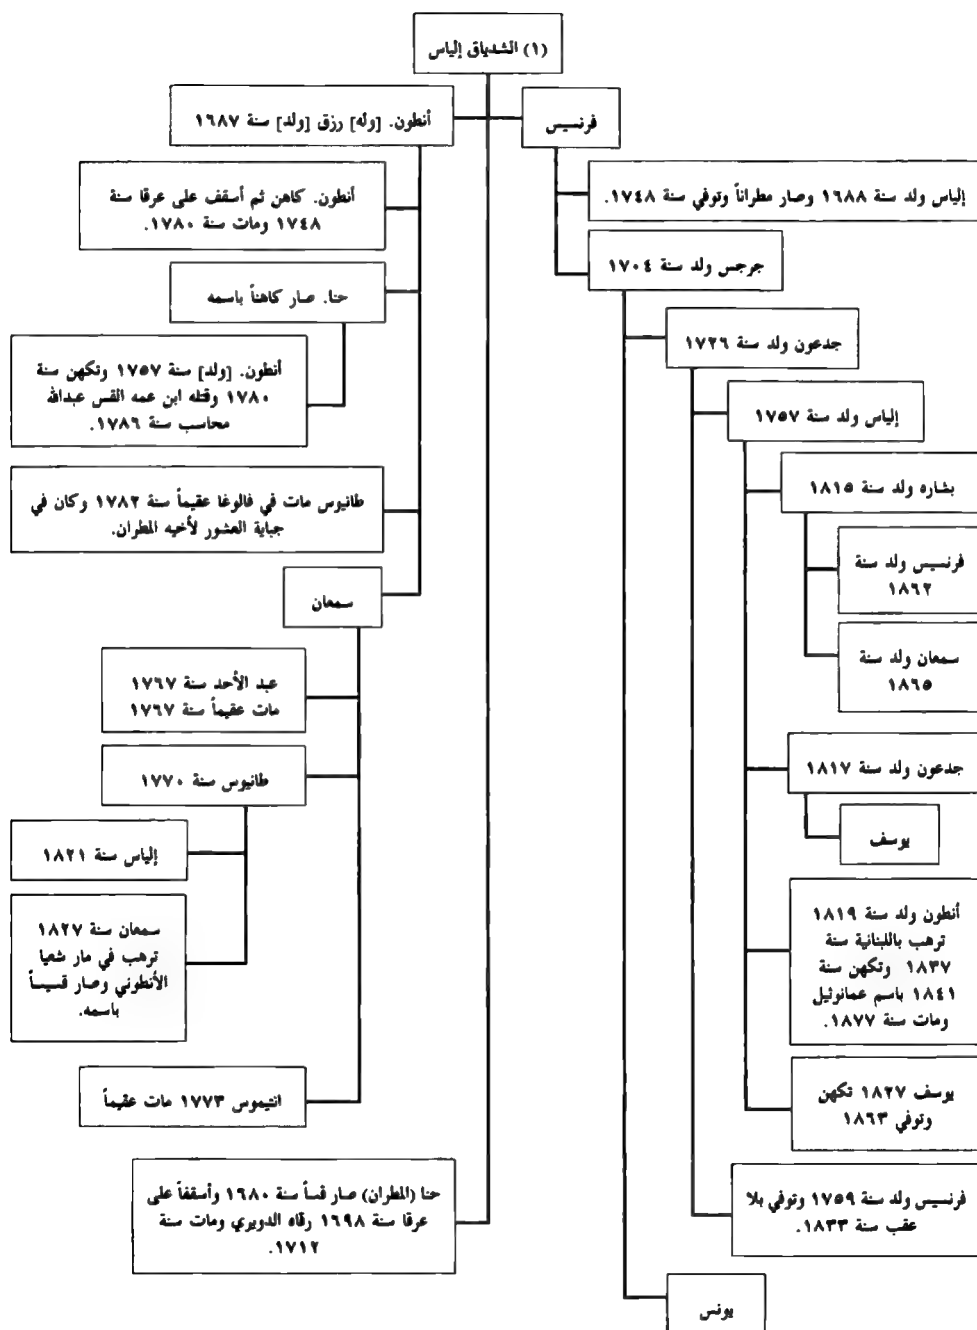 (١) الشدياق إلياس
فرنسيس
إلياس ولد سنة ١٦٨٨ وصار مطراناً وتوفي سنة ١٧٤٨.
جرجس ولد سنة ١٧٠٤
جدعون ولد سنة ١٧٢٦
إلياس ولد سنة ١٧٥٧
بشاره ولد سنة ١٨١٥
فرنسيس ولد سنة
١٨٦٢
سمعان ولد سنة
١٨٦٥
جدعون ولد سنة ١٨١٧
يوسف
أنطون ولد سنة ١٨١٩
ترهب باللبنانية سنة
١٨٣٧ وتكهن سنة
١٨٤١ باسم عمانوئيل
ومات سنة ١٨٧٧.
يوسف ١٨٢٧ تكهن
وتوفي ١٨٦٣
فرنسيس ولد سنة ١٧٥٩ وتوفي بلا
عقب سنة ١٨٣٣.
يونس
أنطون. [وله] رزق [ولد] سنة ١٦٨٧
أنطون. كاهن ثم أسقف على عرقا سنة
١٧٤٨ ومات سنة ١٧٨٠.
حنا. صار كاهناً باسمه
أنطون. [ولد] سنة ١٧٥٧ وتكهن سنة
١٧٨٠ وقتله ابن عمه القس عبدالله
محاسب سنة ١٧٨٦.
طانيوس مات في فالوغا عقيماً سنة ١٧٨٢ وكان في
جباية العشور لأخيه المطران.
سمعان
عبد الأحد سنة ١٧٦٧
مات عقيماً سنة ١٧٦٧
طانيوس سنة ١٧٧٠
إلياس سنة ١٨٢١
سمعان سنة ١٨٢٧
ترهب في مار شعيا
الأنطوني وصار قسيساً
باسمه.
انتيموس ١٧٧٣ مات عقيماً
حنا (المطران) صار قساً سنة ١٦٨٠ وأسقفاً على
عرقا سنة ١٦٩٨ رقاه الدويري ومات سنة
١٧١٢.